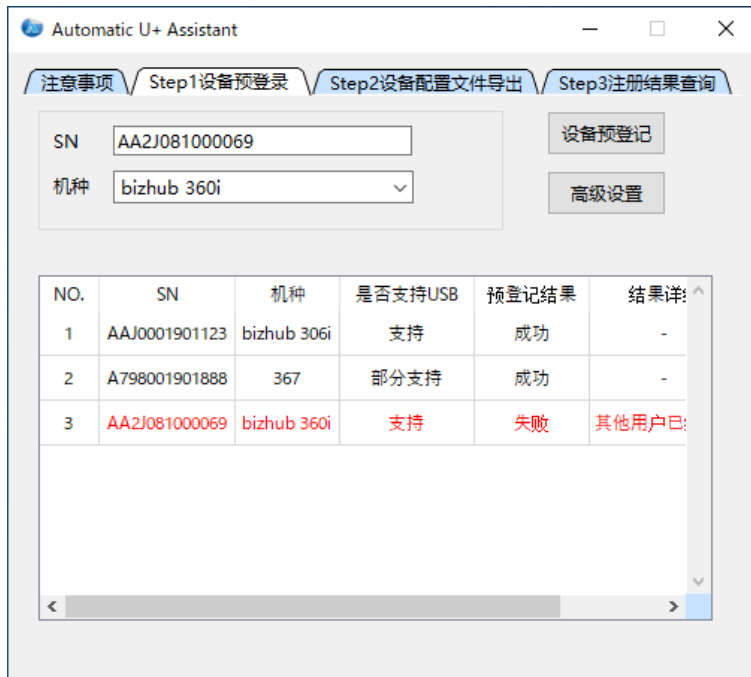 Automatic U+ Assistant
注意事项 Step1设备预登录 Step2设备配置文件导出 Step3注册结果查询
SN AA2J081000069 设备预登记
机种 bizhub 360i 高级设置
NO. SN 机种 是否支持USB 预登记结果 结果详
1 AAJ0001901123 bizhub 306i 支持 成功 -
2 A798001901888 367 部分支持 成功 -
3 AA2J081000069 bizhub 360i 支持 失败 其他用户已